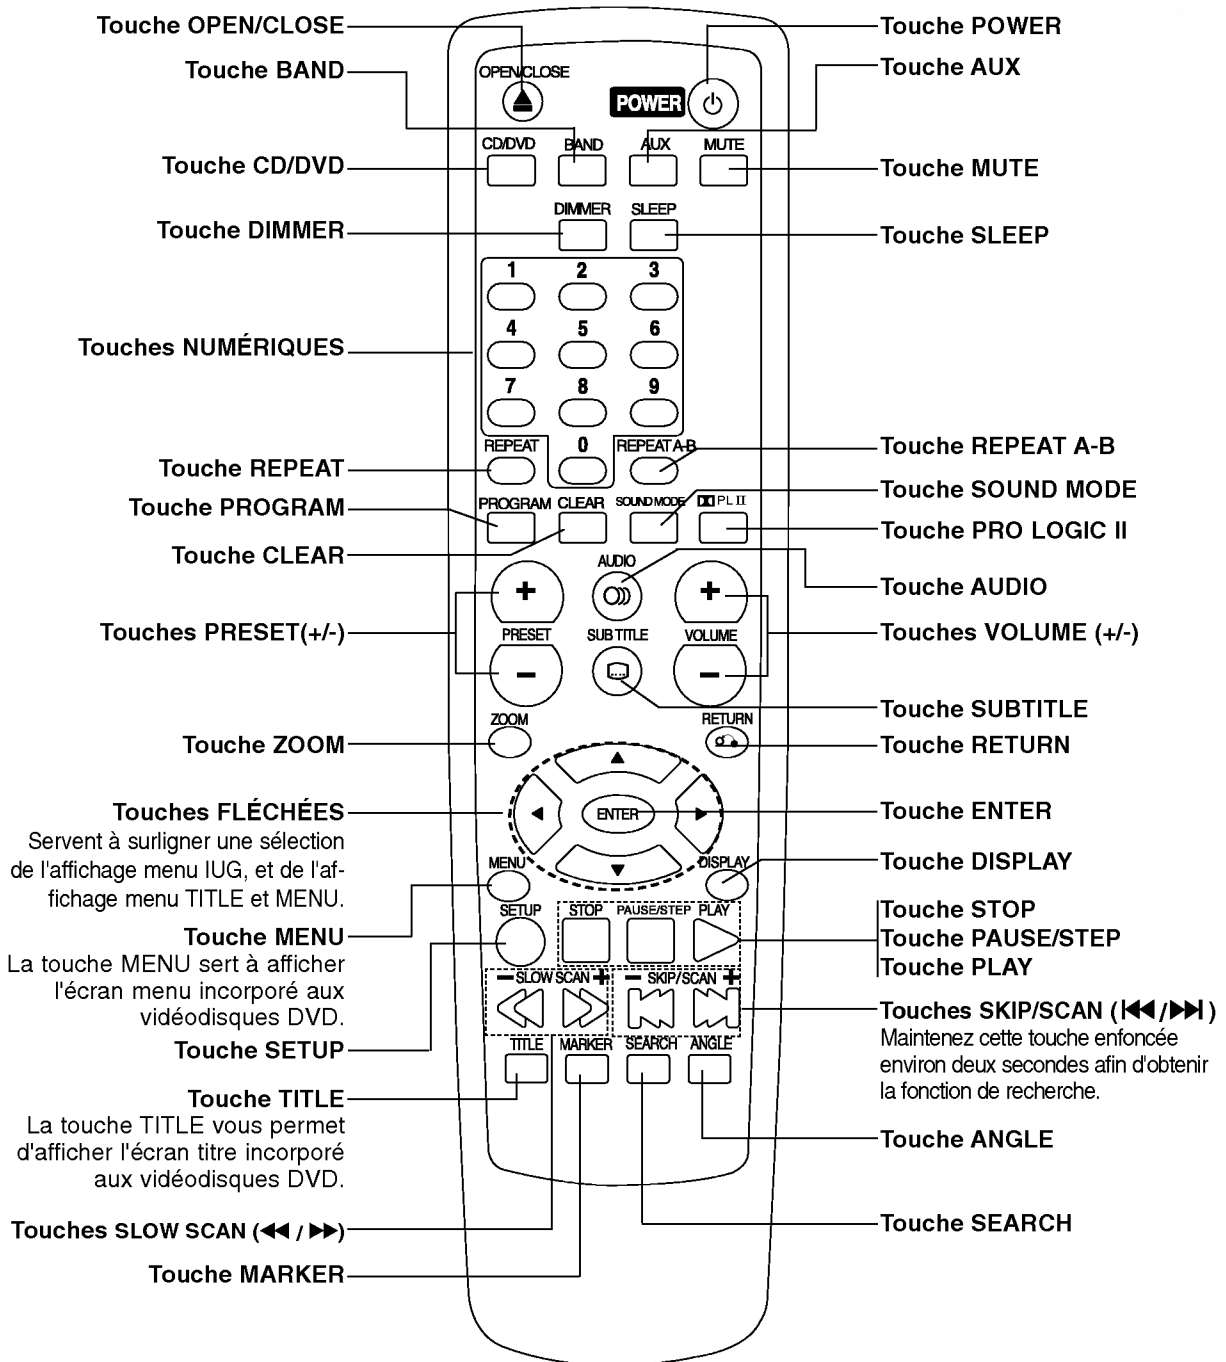 Touche OPEN/CLOSE
Touche BAND
Touche CD/DVD
Touche DIMMER
Touches NUMÉRIQUES
Touche REPEAT
Touche PROGRAM
Touche CLEAR
Touches PRESET(+/-)
Touche ZOOM
Touches FLÉCHÉES
Servent à surligner une sélection
de l'affichage menu IUG, et de l'af-
fichage menu TITLE et MENU.
Touche MENU
La touche MENU sert à afficher
l'écran menu incorporé aux
vidéodisques DVD.
Touche SETUP
Touche TITLE
La touche TITLE vous permet
d'afficher l'écran titre incorporé
aux vidéodisques DVD.
Touches SLOW SCAN (◀◀ / ▶▶)
Touche MARKER
OPEN/CLOSE
POWER
CD/DVD BAND AUX MUTE
DIMMER SLEEP
1 2 3
4 5 6
7 8 9
REPEAT 0 REPEAT A-B
PROGRAM CLEAR SOUND MODE PL II
AUDIO
+ +
PRESET SUBTITLE VOLUME
- -
ZOOM RETURN
ENTER
MENU DISPLAY
SETUP STOP PAUSE/STEP PLAY
- SLOW SCAN + - SKIP/SCAN +
TITLE MARKER SEARCH ANGLE
Touche POWER
Touche AUX
Touche MUTE
Touche SLEEP
Touche REPEAT A-B
Touche SOUND MODE
Touche PRO LOGIC II
Touche AUDIO
Touches VOLUME (+/-)
Touche SUBTITLE
Touche RETURN
Touche ENTER
Touche DISPLAY
Touche STOP
Touche PAUSE/STEP
Touche PLAY
Touches SKIP/SCAN (|◀◀ / ▶▶|)
Maintenez cette touche enfoncée
environ deux secondes afin d'obtenir
la fonction de recherche.
Touche ANGLE
Touche SEARCH